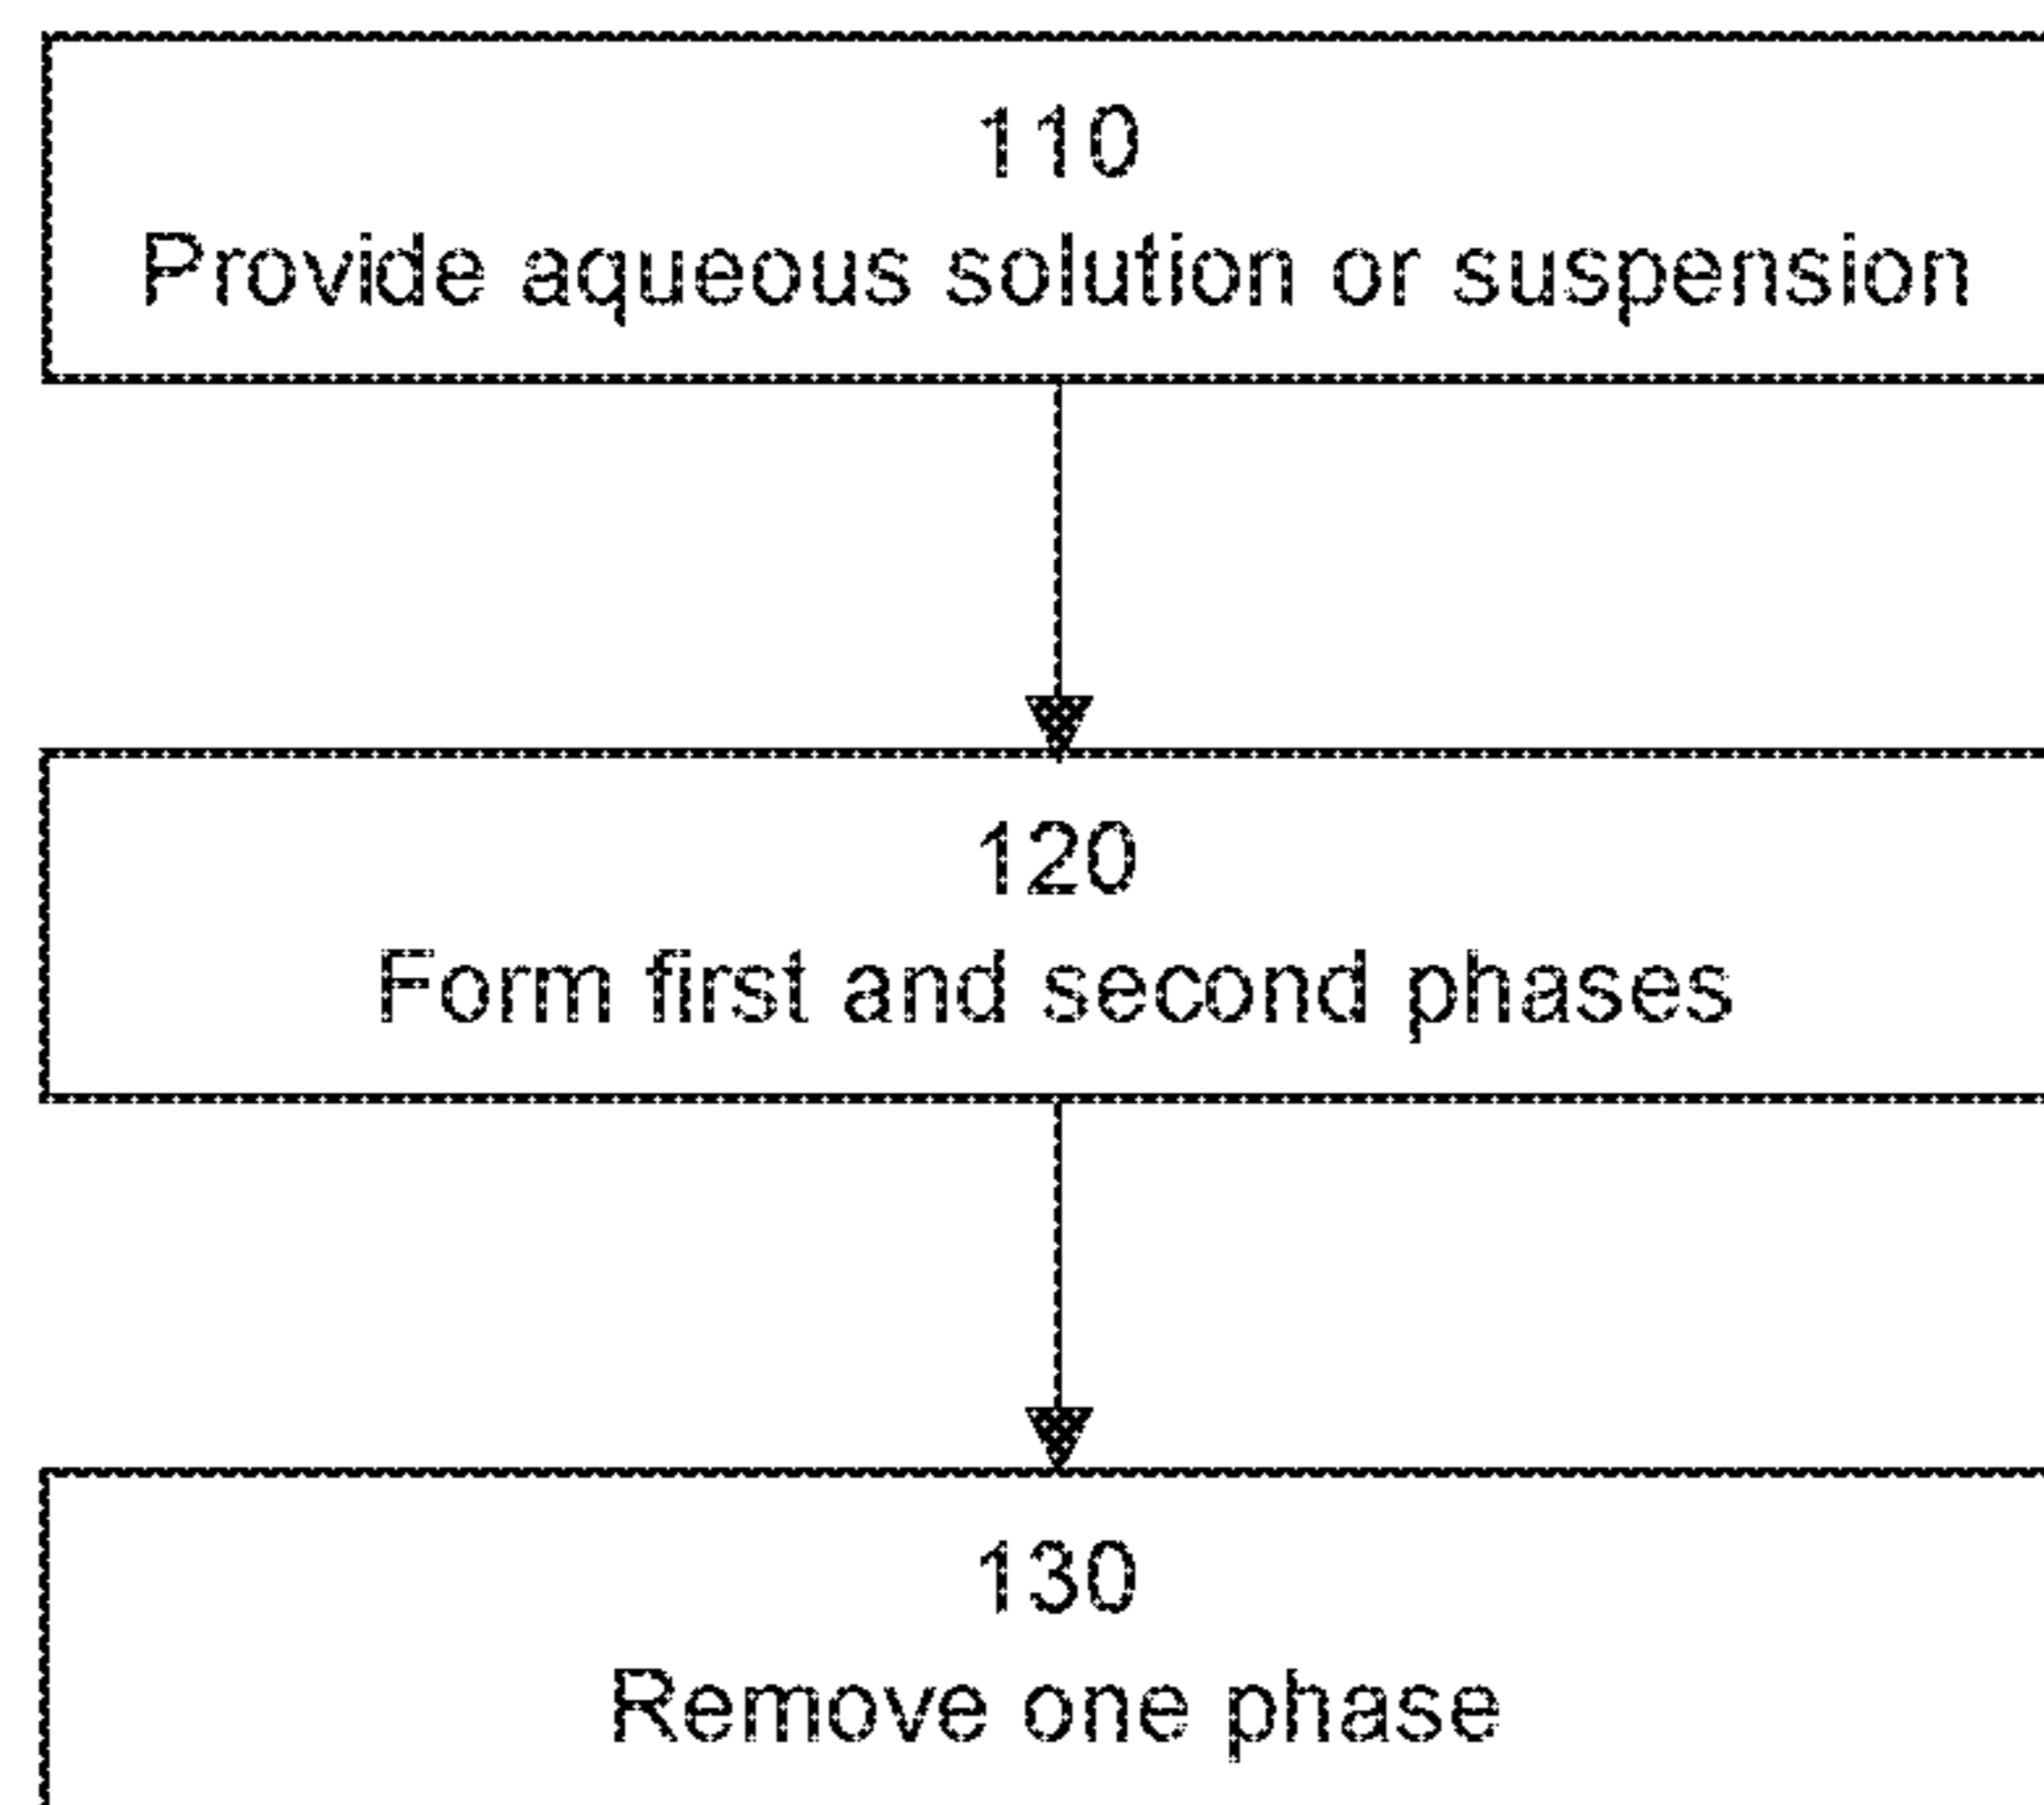 110
Provide aqueous solution or suspension
120
Form first and second phases
130
Remove one phase